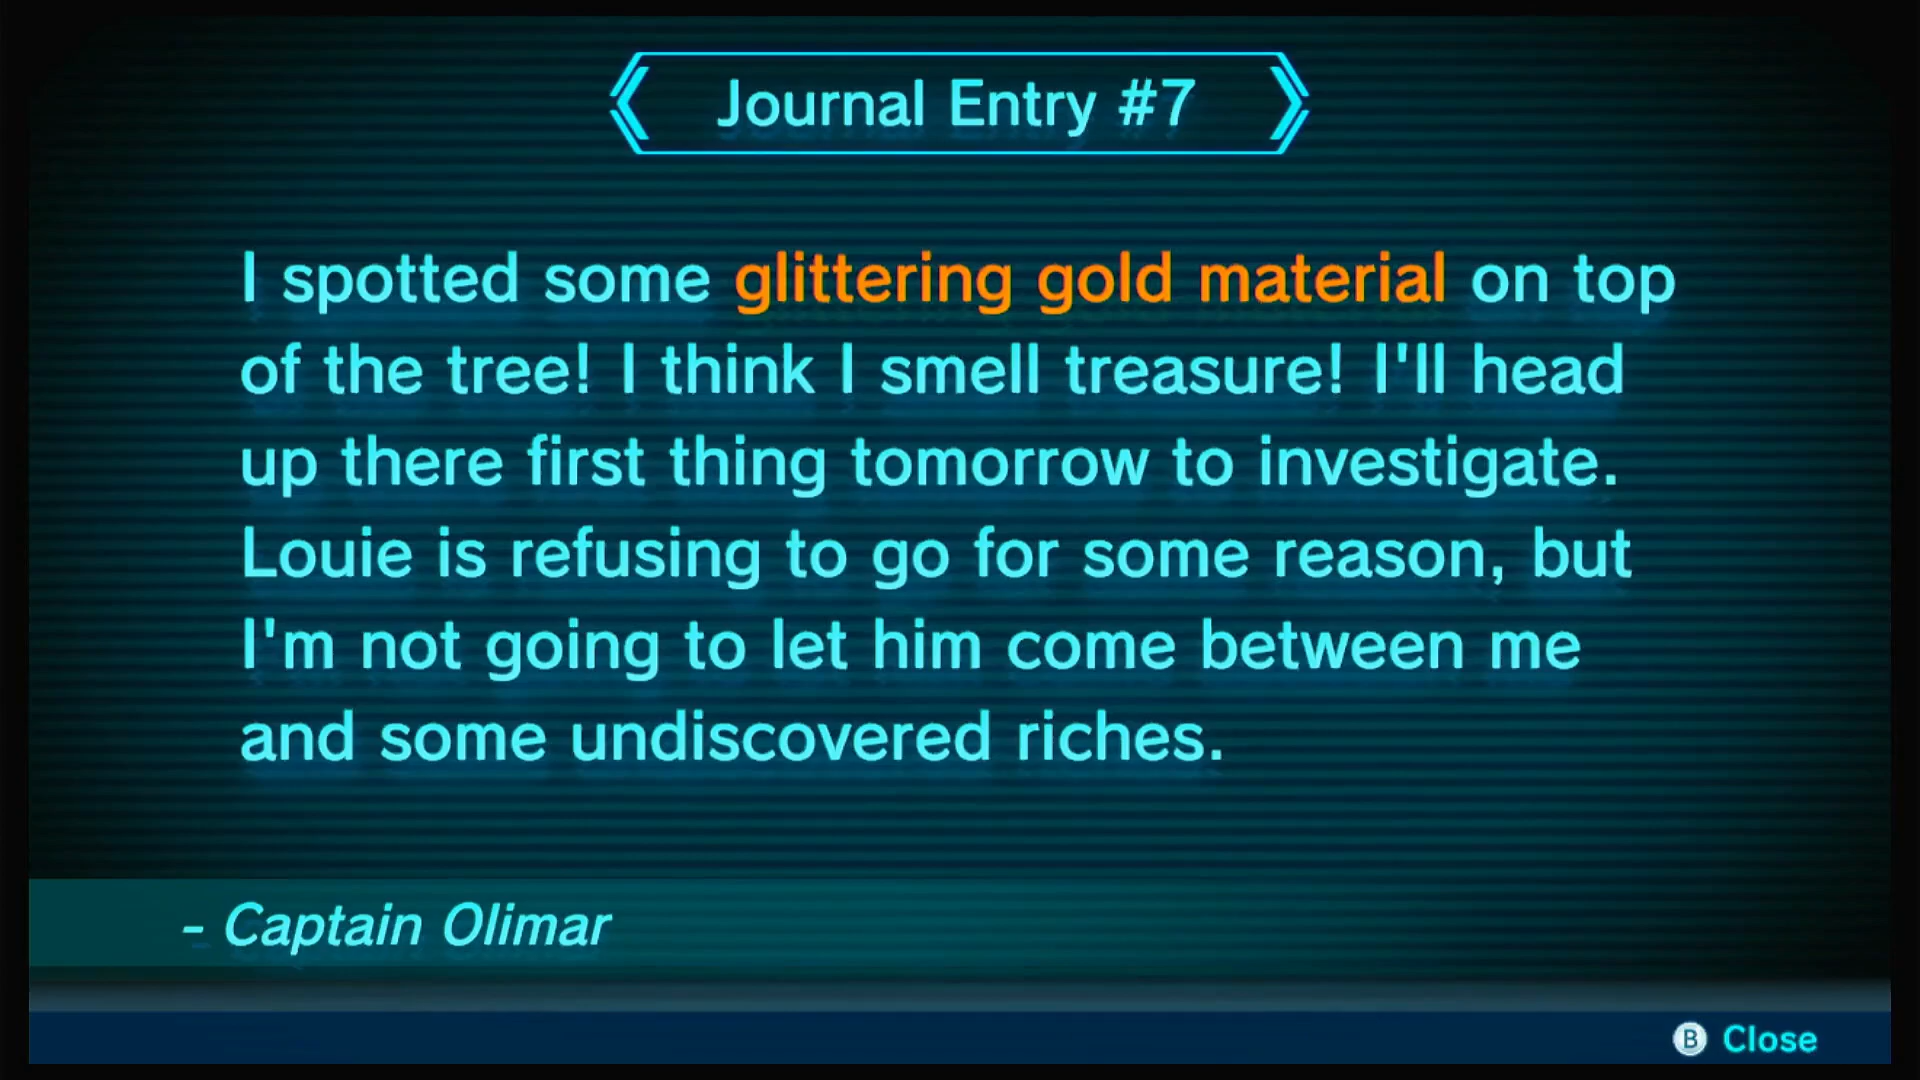 Journal Entry #7
I spotted some glittering gold material on top
of the tree! I think I smell treasure! I'll head
up there first thing tomorrow to investigate.
Louie is refusing to go for some reason, but
I'm not going to let him come between me
and some undiscovered riches.
- Captain Olimar
B Close